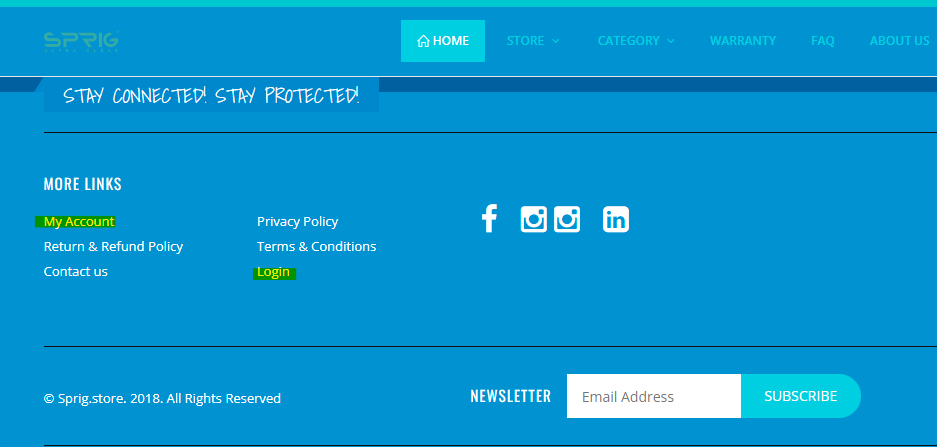 SPRIG
HOME STORE CATEGORY WARRANTY FAQ ABOUT US
STAY CONNECTED! STAY PROTECTED!
MORE LINKS
My Account Privacy Policy
Return & Refund Policy Terms & Conditions
Contact us Login
© Sprig.store. 2018. All Rights Reserved
NEWSLETTER Email Address SUBSCRIBE